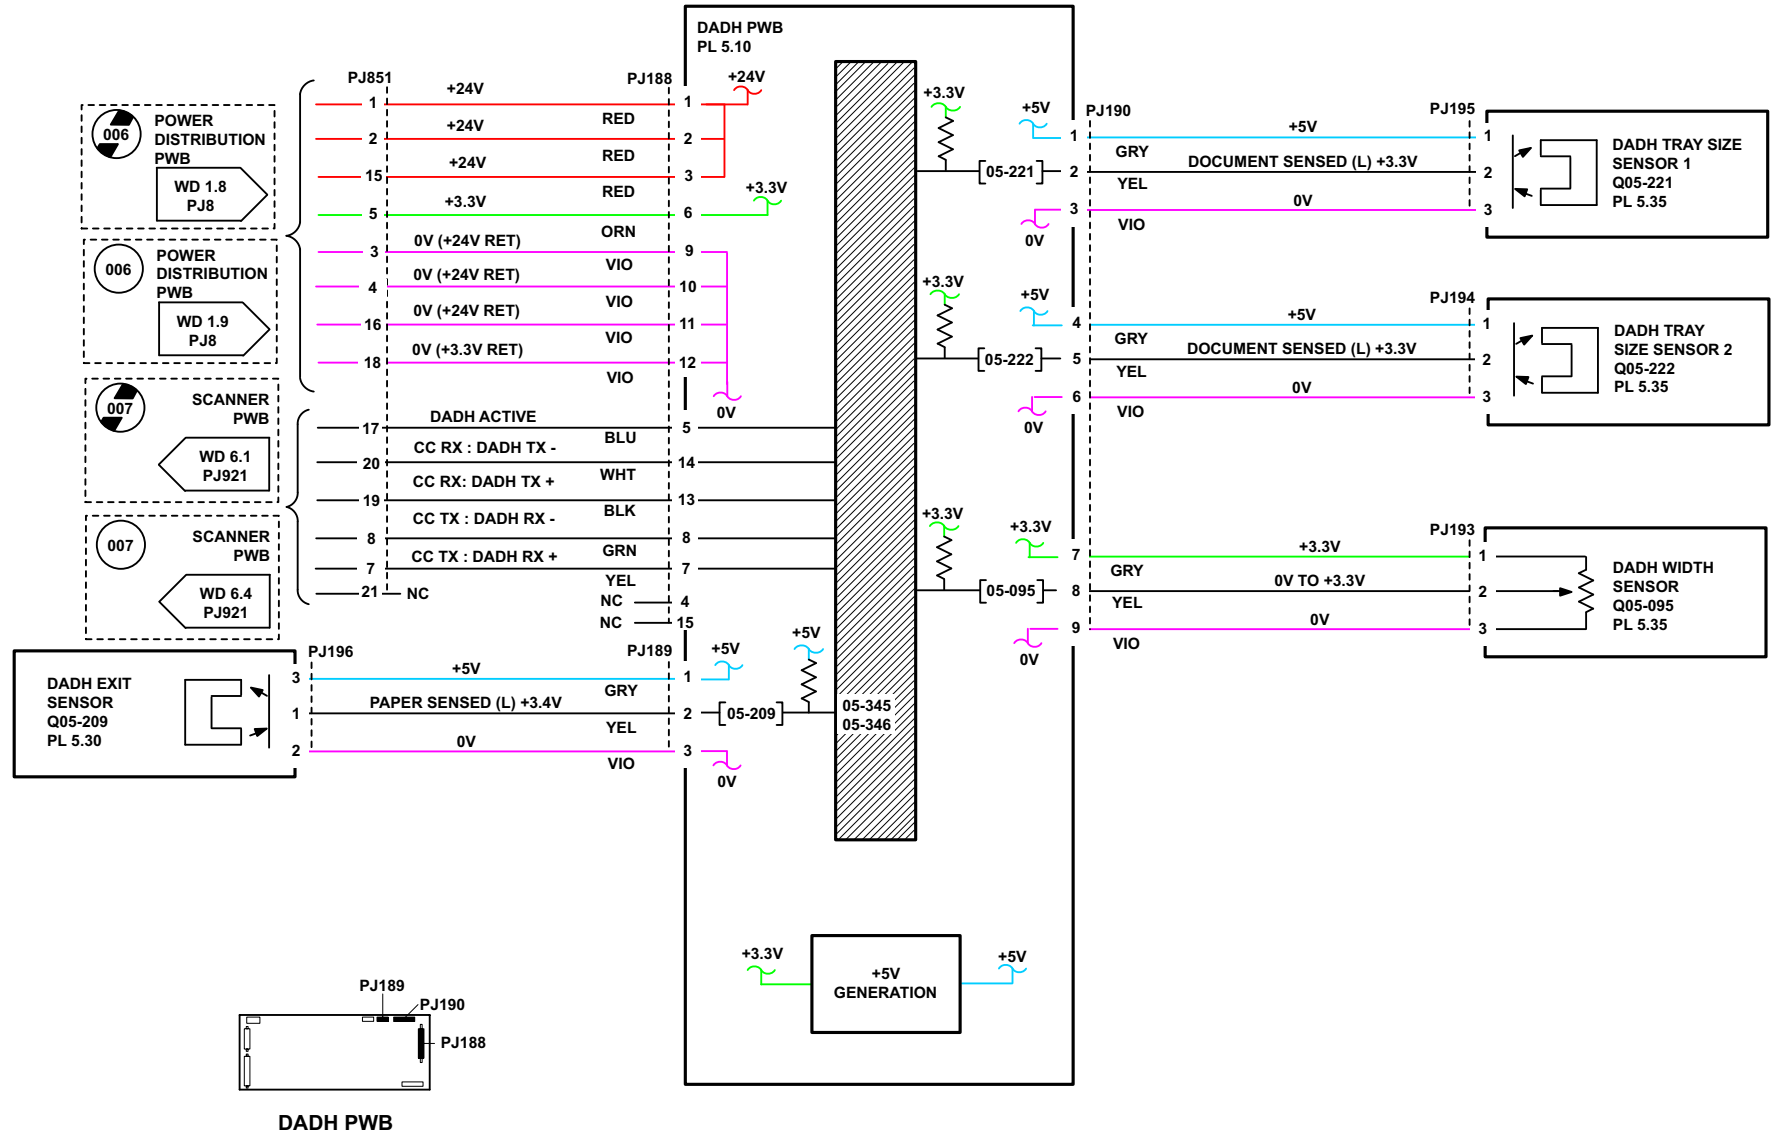 DADH PWB
PL 5.10
006
POWER
DISTRIBUTION
PWB
WD 1.8
PJ8
006
POWER
DISTRIBUTION
PWB
WD 1.9
PJ8
007
SCANNER
PWB
WD 6.1
PJ921
007
SCANNER
PWB
WD 6.4
PJ921
PJ851
PJ188
1 +24V RED 1
+24V
2 +24V RED 2
15 +24V RED 3
5 +3.3V ORN 6
+3.3V
3 0V (+24V RET) VIO 9
4 0V (+24V RET) VIO 10
16 0V (+24V RET) VIO 11
18 0V (+3.3V RET) VIO 12
0V
17 DADH ACTIVE BLU 5
20 CC RX : DADH TX - WHT 14
19 CC RX: DADH TX + BLK 13
8 CC TX : DADH RX - GRN 8
7 CC TX : DADH RX + YEL 7
21 NC
NC 4
NC 15
DADH EXIT
SENSOR
Q05-209
PL 5.30
PJ196
PJ189
3 +5V GRY 1
+5V
1 PAPER SENSED (L) +3.4V YEL 2
05-209
+5V
2 0V VIO 3
0V
05-345
05-346
+3.3V
05-221
+5V
PJ190
PJ195
1 +5V GRY 1
2 DOCUMENT SENSED (L) +3.3V YEL 2
3 0V VIO 3
0V
DADH TRAY SIZE
SENSOR 1
Q05-221
PL 5.35
+3.3V
05-222
+5V
PJ194
4 +5V GRY 1
5 DOCUMENT SENSED (L) +3.3V YEL 2
6 0V VIO 3
0V
DADH TRAY
SIZE SENSOR 2
Q05-222
PL 5.35
+3.3V
05-095
+3.3V
PJ193
7 +3.3V GRY 1
8 0V TO +3.3V YEL 2
9 0V VIO 3
0V
DADH WIDTH
SENSOR
Q05-095
PL 5.35
+3.3V
+5V
GENERATION
+5V
PJ189
PJ190
PJ188
DADH PWB